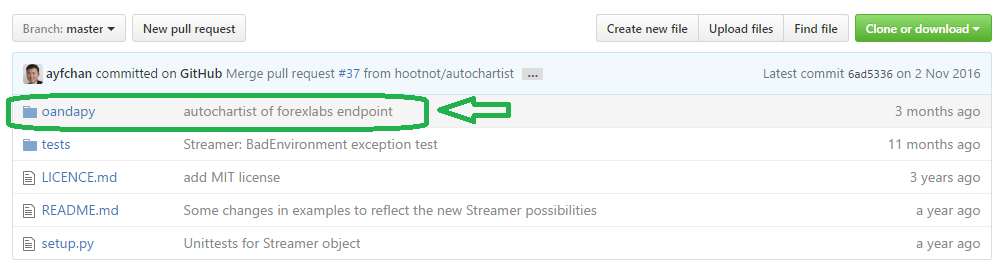 Branch: master New pull request Create new file Upload files Find file Clone or download
ayfchan committed on GitHub Merge pull request #37 from hootnot/autochartist ... Latest commit 6ad5336 on 2 Nov 2016
oandapy autochartist of forexlabs endpoint 3 months ago
tests Streamer: BadEnvironment exception test 11 months ago
LICENCE.md add MIT license 3 years ago
README.md Some changes in examples to reflect the new Streamer possibilities a year ago
setup.py Unittests for Streamer object a year ago